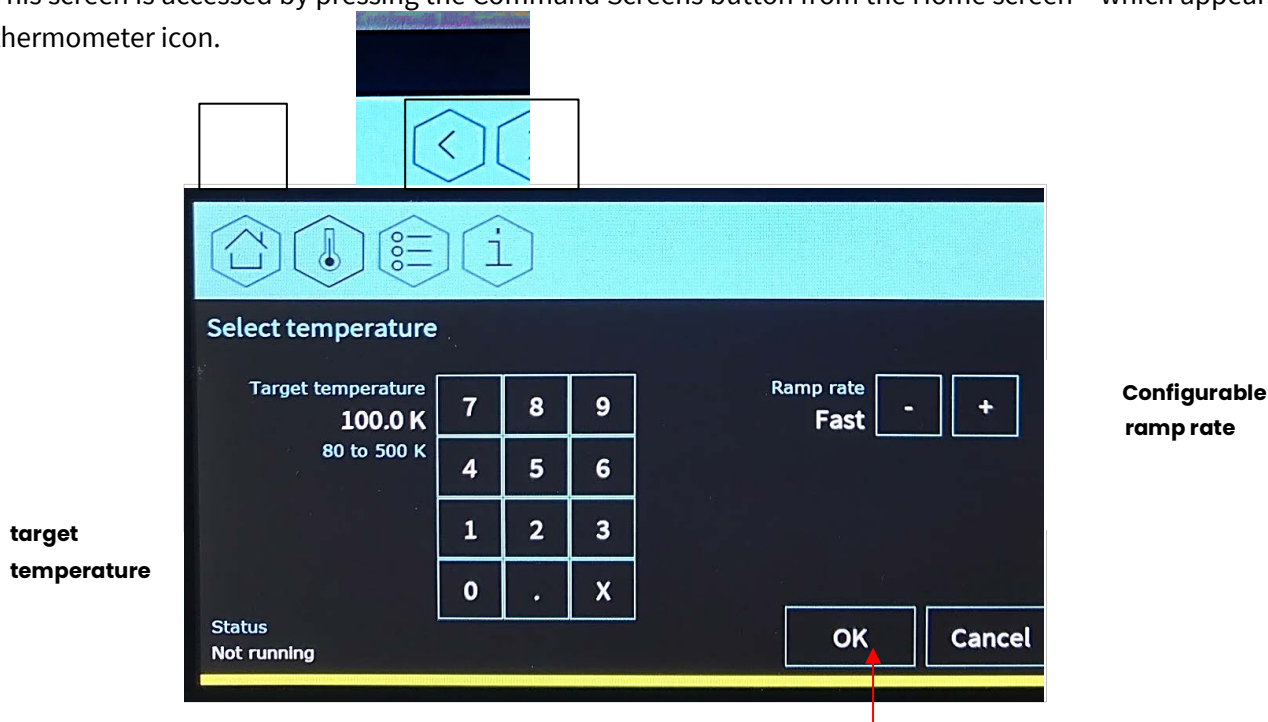 This screen is accessed by pressing the Command Screens button from the Home screen – which appear
thermometer icon.
Select temperature
Target temperature
100.0 K
80 to 500 K
7 8 9
4 5 6
1 2 3
0 . X
Ramp rate
Fast
- +
Configurable
ramp rate
target
temperature
Status
Not running
OK Cancel